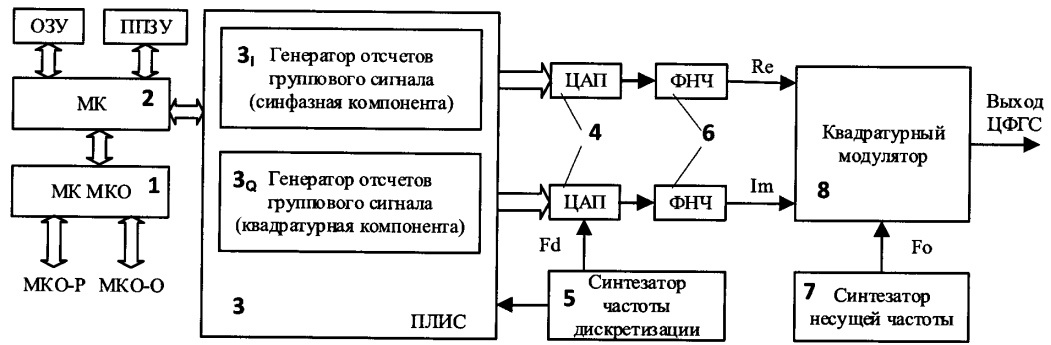 ОЗУ
ППЗУ
МК 2
МК МКО 1
МКО-Р МКО-О
3I Генератор отсчетов
группового сигнала
(синфазная компонента)
3Q Генератор отсчетов
группового сигнала
(квадратурная компонента)
3
ПЛИС
ЦАП
ФНЧ
Re
4
6
ЦАП
ФНЧ
Im
Fd
5 Синтезатор
частоты
дискретизации
Квадратурный
модулятор
8
Выход
ЦФГС
Fo
7 Синтезатор
несущей частоты